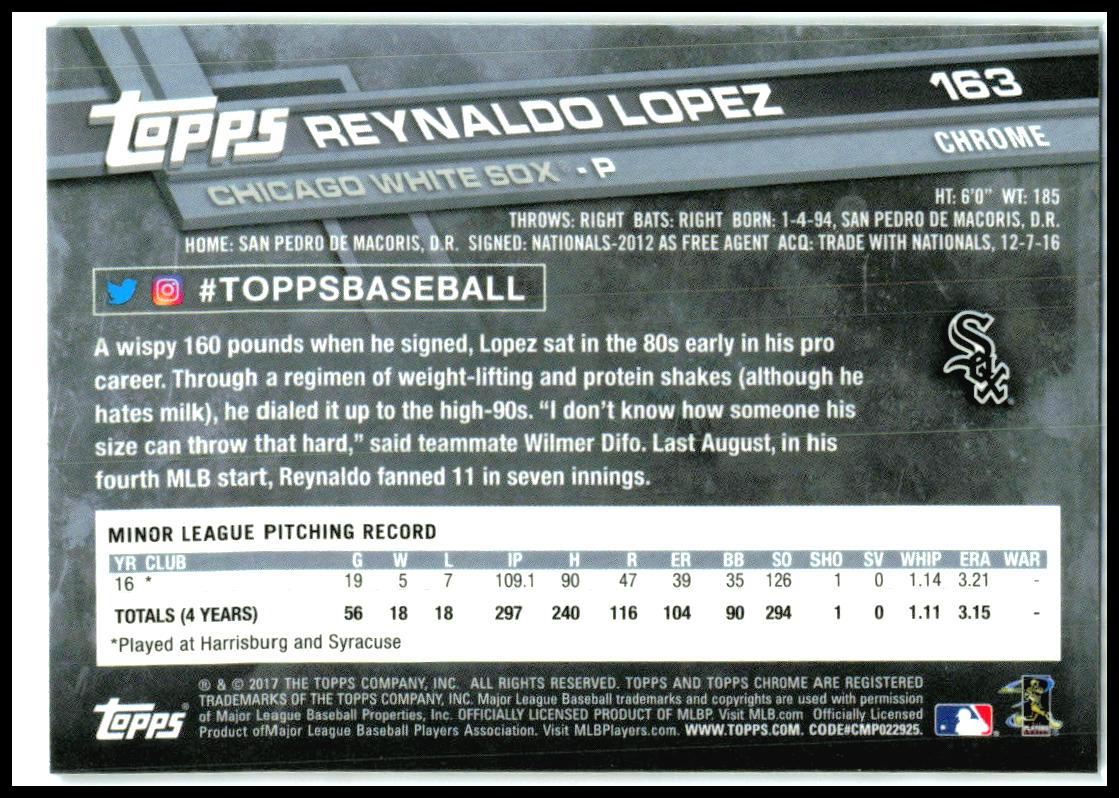 TOPPS REYNALDO LOPEZ 163
CHICAGO WHITE SOX - P CHROME
HT: 6'0" WT: 185
THROWS: RIGHT BATS: RIGHT BORN: 1-4-94, SAN PEDRO DE MACORIS, D.R.
HOME: SAN PEDRO DE MACORIS, D.R. SIGNED: NATIONALS-2012 AS FREE AGENT ACQ: TRADE WITH NATIONALS, 12-7-16
#TOPPSBASEBALL
A wispy 160 pounds when he signed, Lopez sat in the 80s early in his pro
career. Through a regimen of weight-lifting and protein shakes (although he
hates milk), he dialed it up to the high-90s. “I don’t know how someone his
size can throw that hard,” said teammate Wilmer Difo. Last August, in his
fourth MLB start, Reynaldo fanned 11 in seven innings.
Sox
MINOR LEAGUE PITCHING RECORD
YR CLUB G W L IP H R ER BB SO SHO SV WHIP ERA WAR
16 * 19 5 7 109.1 90 47 39 35 126 1 0 1.14 3.21 -
TOTALS (4 YEARS) 56 18 18 297 240 116 104 90 294 1 0 1.11 3.15 -
*Played at Harrisburg and Syracuse
® & © 2017 THE TOPPS COMPANY, INC. ALL RIGHTS RESERVED. TOPPS AND TOPPS CHROME ARE REGISTERED
TRADEMARKS OF THE TOPPS COMPANY, INC. Major League Baseball trademarks and copyrights are used with permission
of Major League Baseball Properties, Inc. OFFICIALLY LICENSED PRODUCT OF MLBP. Visit MLB.com Officially Licensed
Product ofMajor League Baseball Players Association. Visit MLBPlayers.com. WWW.TOPPS.COM. CODE#CMP022925.
TOPPS®